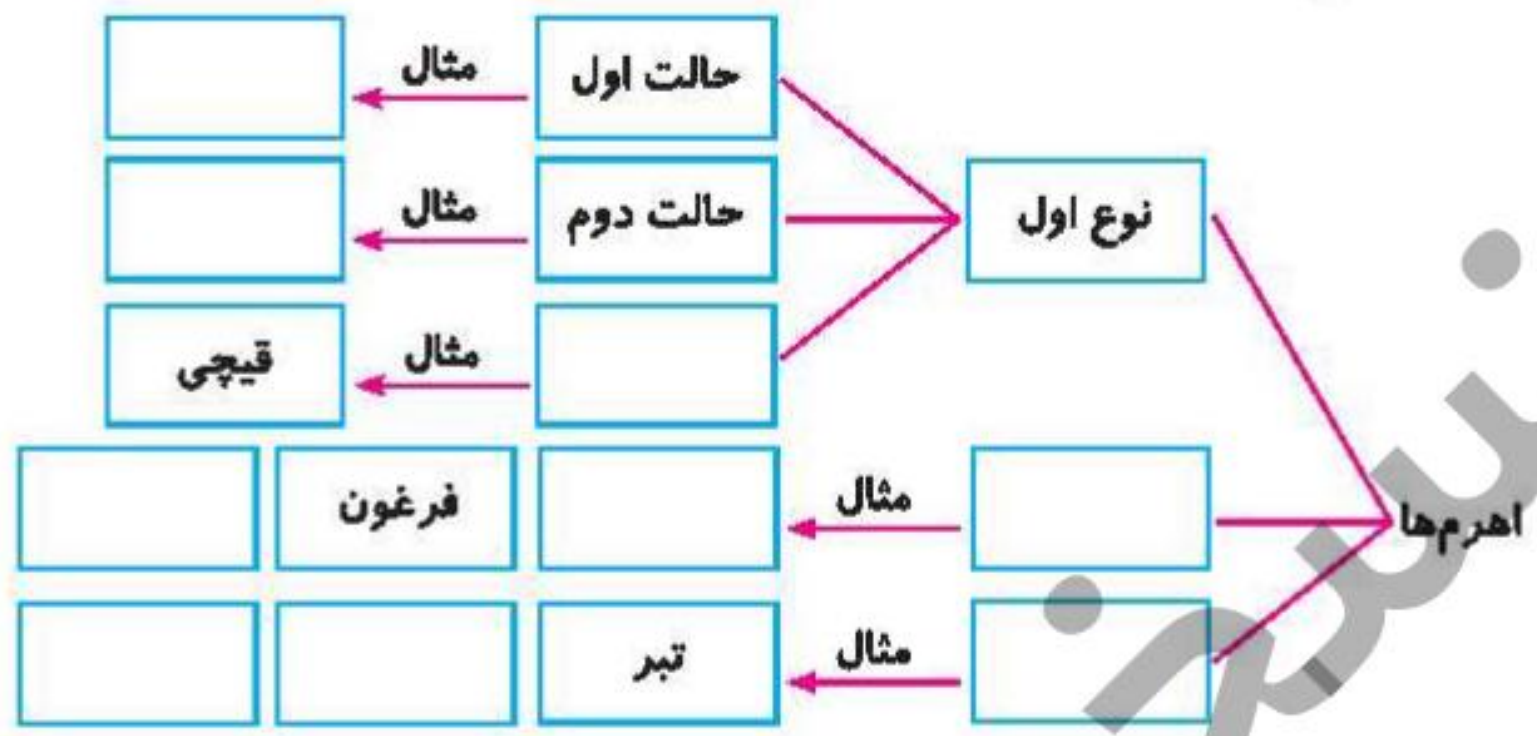 اهرم‌ها
نوع اول
حالت اول
مثال
حالت دوم
مثال
مثال
قیچی
مثال
فرغون
مثال
تبر